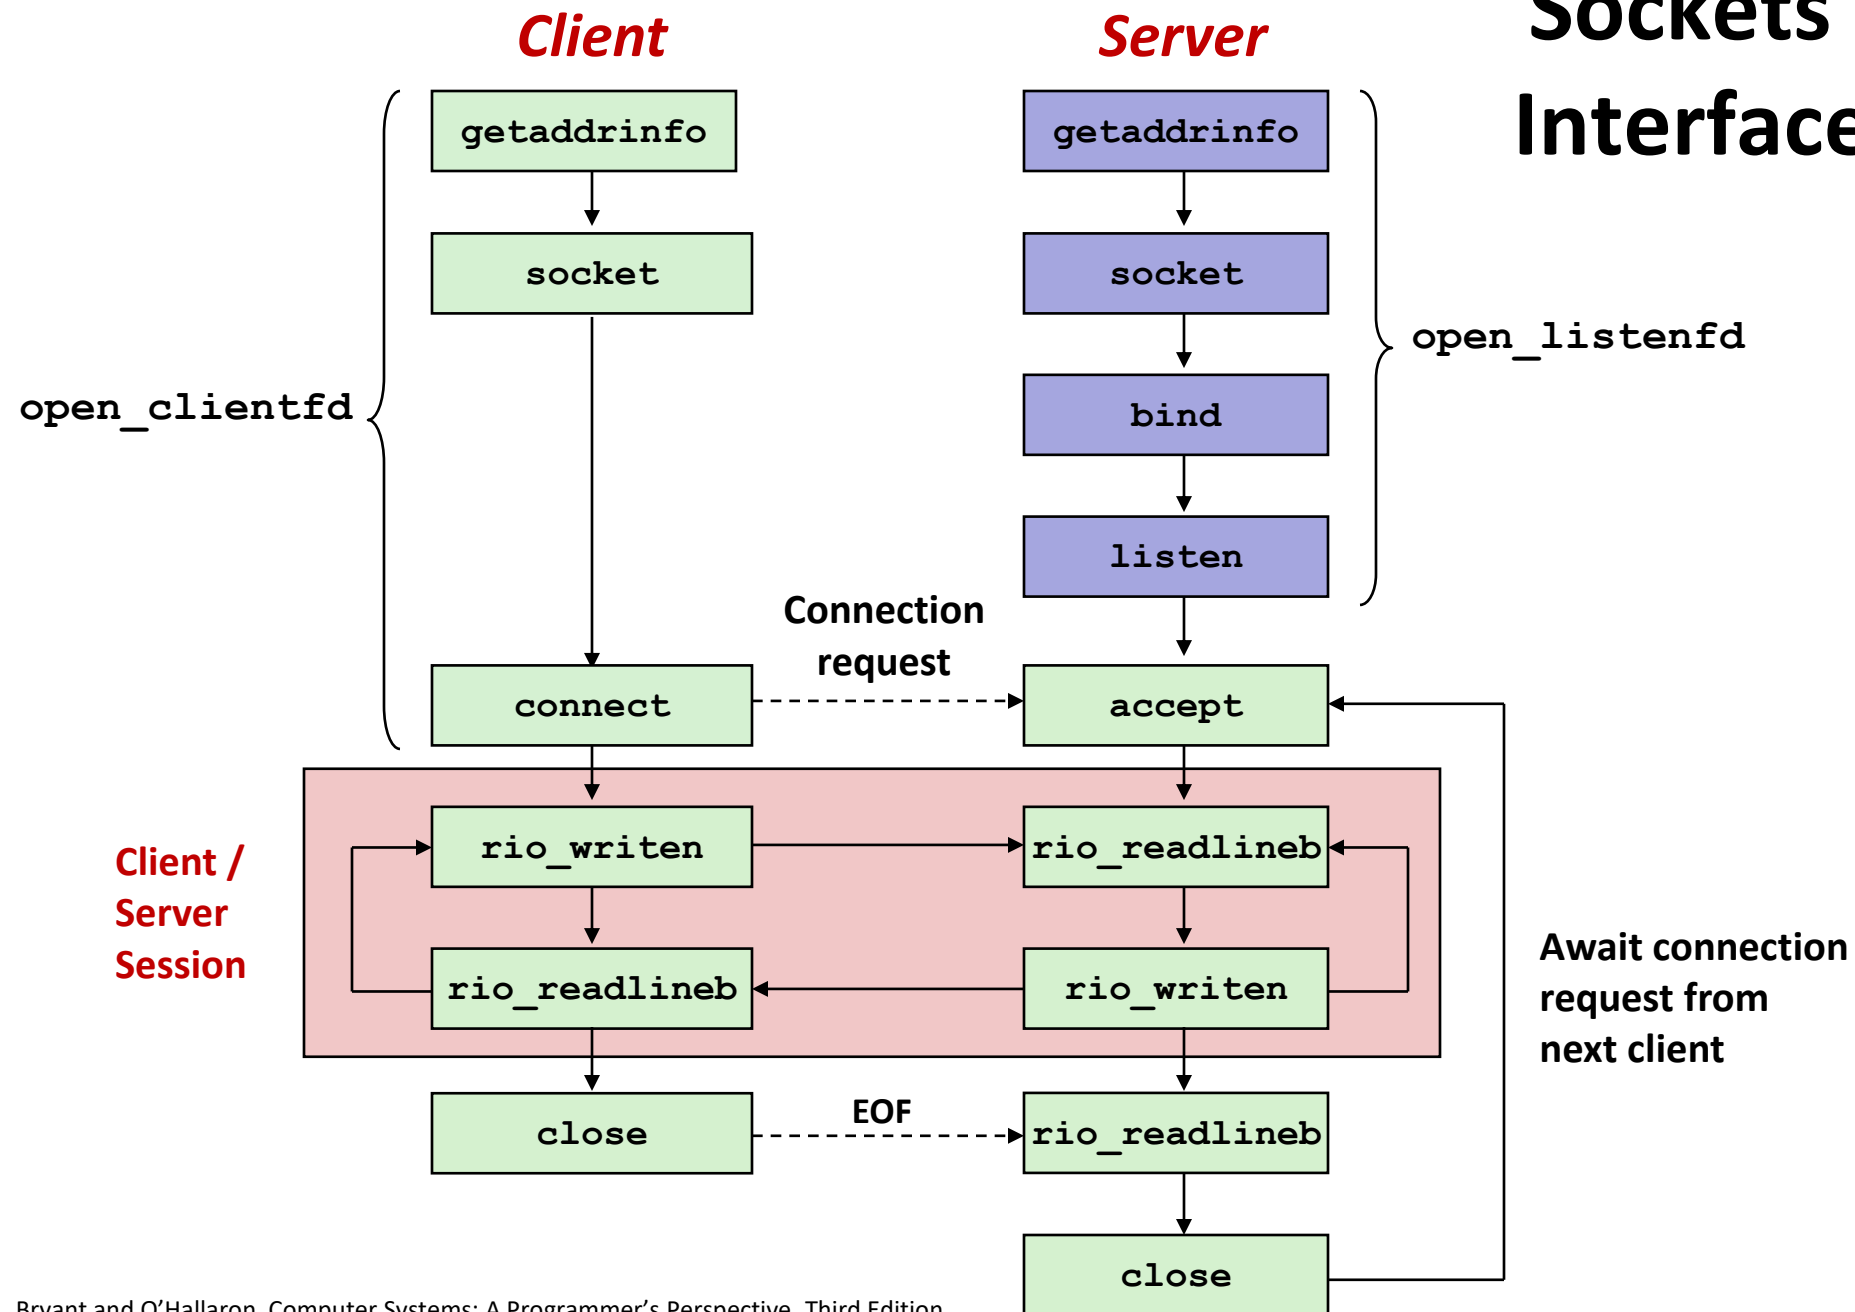 Client
Server
Sockets
Interface
getaddrinfo
getaddrinfo
socket
socket
open_listenfd
open_clientfd
bind
listen
Connection
request
connect
accept
Client /
Server
Session
rio_writen
rio_readlineb
rio_readlineb
rio_writen
Await connection
request from
next client
close
EOF
rio_readlineb
close
Bryant and O'Hallaron, Computer Systems: A Programmer's Perspective, Third Edition